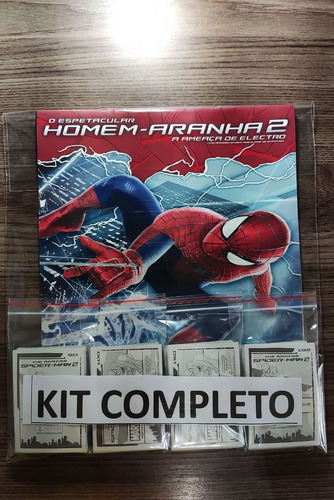 O ESPETACULAR
HOMEM-ARANHA 2
A AMEAÇA DE ELECTRO
THE AMAZING
SPIDER-MAN 2
THE AMAZING
SPIDER-MAN 2
KIT COMPLETO